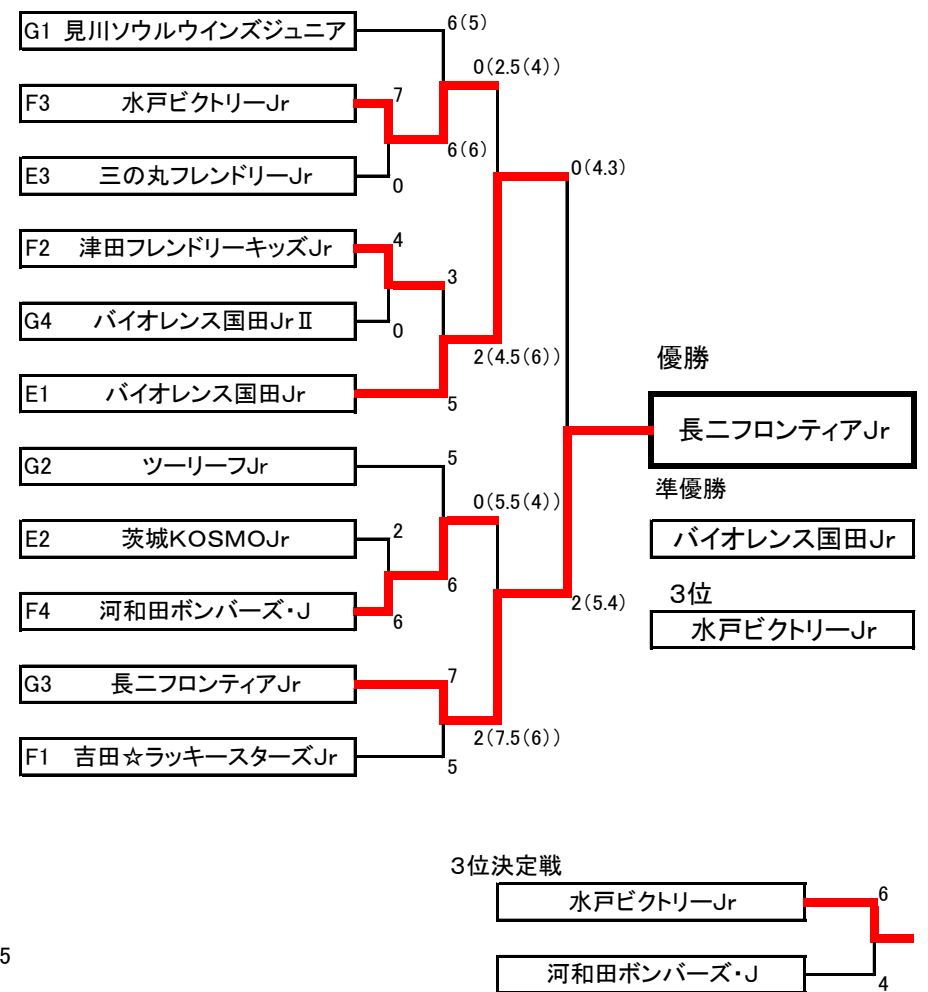 G1 見川ソウルウインズジュニア
6(5)
0(2.5(4))
F3 水戸ビクトリーJr
7
6(6)
E3 三の丸フレンドリーJr
0
0(4.3)
F2 津田フレンドリーキッズJr
4
3
G4 バイオレンス国田JrⅡ
0
2(4.5(6))
E1 バイオレンス国田Jr
5
優勝
長二フロンティアJr
G2 ツーリーフJr
5
0(5.5(4))
準優勝
バイオレンス国田Jr
E2 茨城KOSMOJr
2
6
F4 河和田ボンバーズ・J
6
2(5.4)
3位
水戸ビクトリーJr
G3 長二フロンティアJr
7
2(7.5(6))
F1 吉田☆ラッキースターズJr
5
3位決定戦
水戸ビクトリーJr
6
河和田ボンバーズ・J
4
5